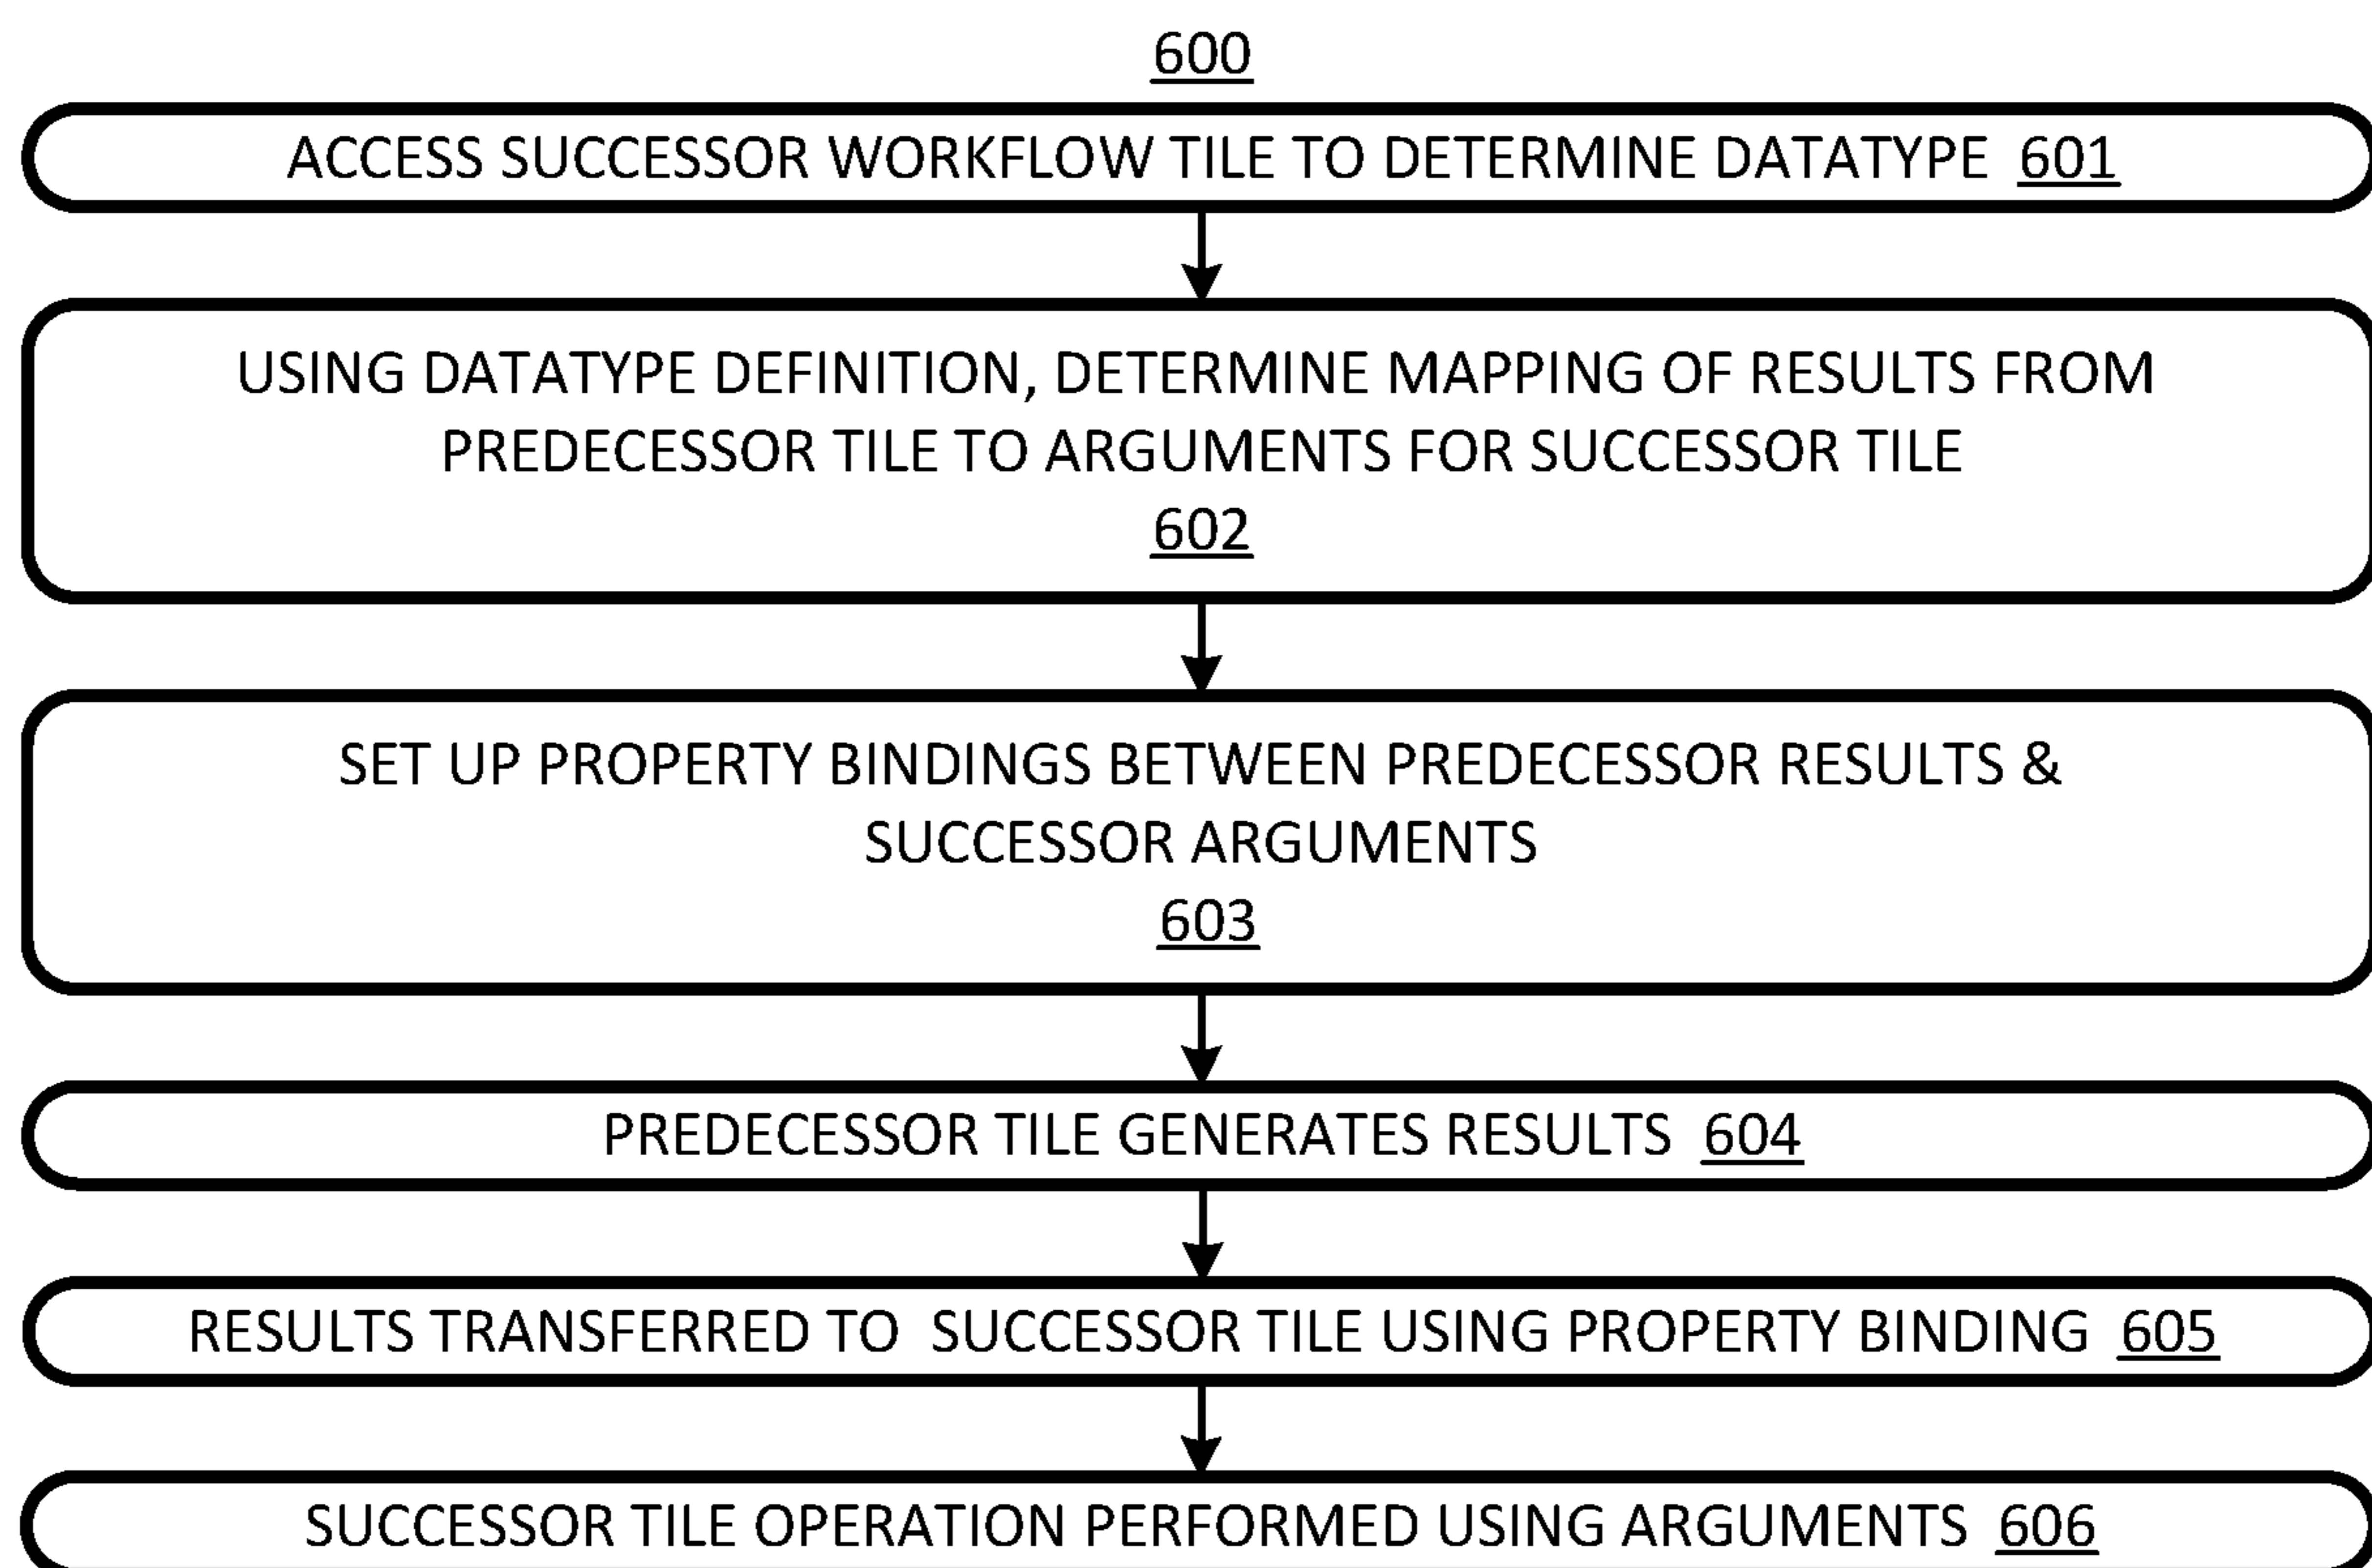 600
ACCESS SUCCESSOR WORKFLOW TILE TO DETERMINE DATATYPE 601
USING DATATYPE DEFINITION, DETERMINE MAPPING OF RESULTS FROM
PREDECESSOR TILE TO ARGUMENTS FOR SUCCESSOR TILE
602
SET UP PROPERTY BINDINGS BETWEEN PREDECESSOR RESULTS &
SUCCESSOR ARGUMENTS
603
PREDECESSOR TILE GENERATES RESULTS 604
RESULTS TRANSFERRED TO SUCCESSOR TILE USING PROPERTY BINDING 605
SUCCESSOR TILE OPERATION PERFORMED USING ARGUMENTS 606